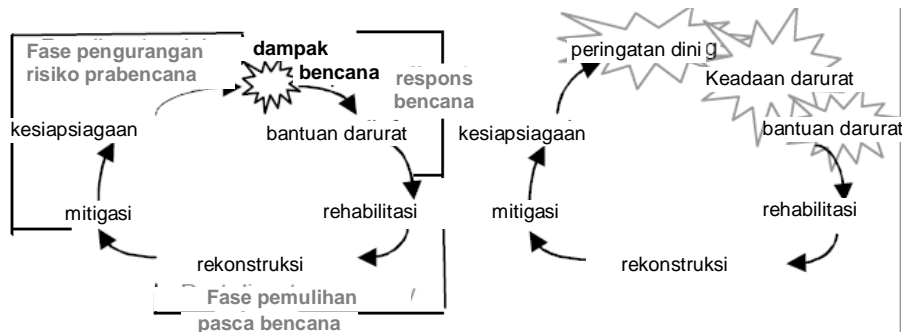 Fase pengurangan
risiko prabencana
dampak
bencana
respons
bencana
kesiapsiagaan
bantuan darurat
mitigasi
rehabilitasi
rekonstruksi
Fase pemulihan
pasca bencana
peringatan dini g
Keadaan darurat
kesiapsiagaan
bantuan darurat
mitigasi
rehabilitasi
rekonstruksi